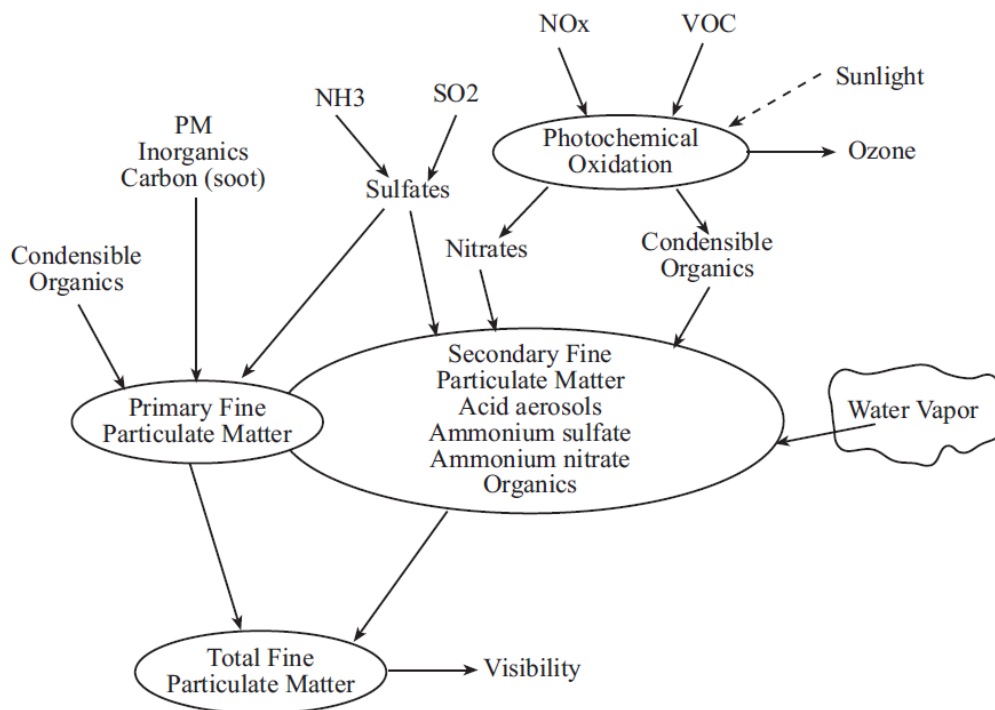 NOx
VOC
Sunlight
NH3
SO2
PM
Inorganics
Carbon (soot)
Photochemical
Oxidation
Ozone
Sulfates
Condensible
Organics
Nitrates
Condensible
Organics
Primary Fine
Particulate Matter
Secondary Fine
Particulate Matter
Acid aerosols
Ammonium sulfate
Ammonium nitrate
Organics
Water Vapor
Total Fine
Particulate Matter
Visibility